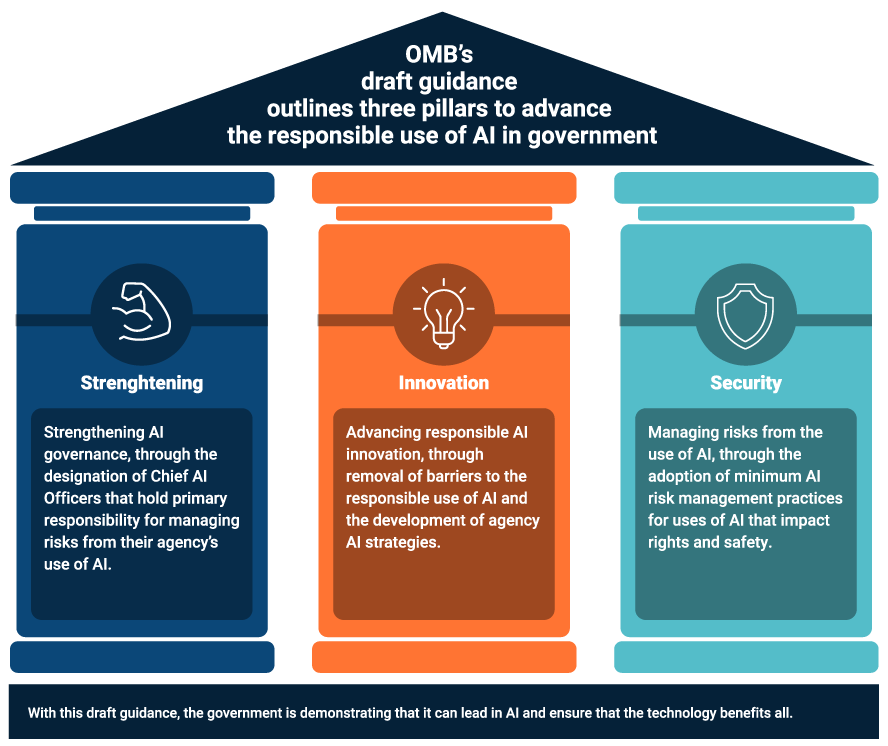 OMB's
draft guidance
outlines three pillars to advance
the responsible use of AI in government
Strenghtening
Strengthening AI
governance, through the
designation of Chief AI
Officers that hold primary
responsibility for managing
risks from their agency's
use of AI.
Innovation
Advancing responsible AI
innovation, through
removal of barriers to the
responsible use of AI and
the development of agency
AI strategies.
Security
Managing risks from the
use of AI, through the
adoption of minimum AI
risk management practices
for uses of AI that impact
rights and safety.
With this draft guidance, the government is demonstrating that it can lead in AI and ensure that the technology benefits all.